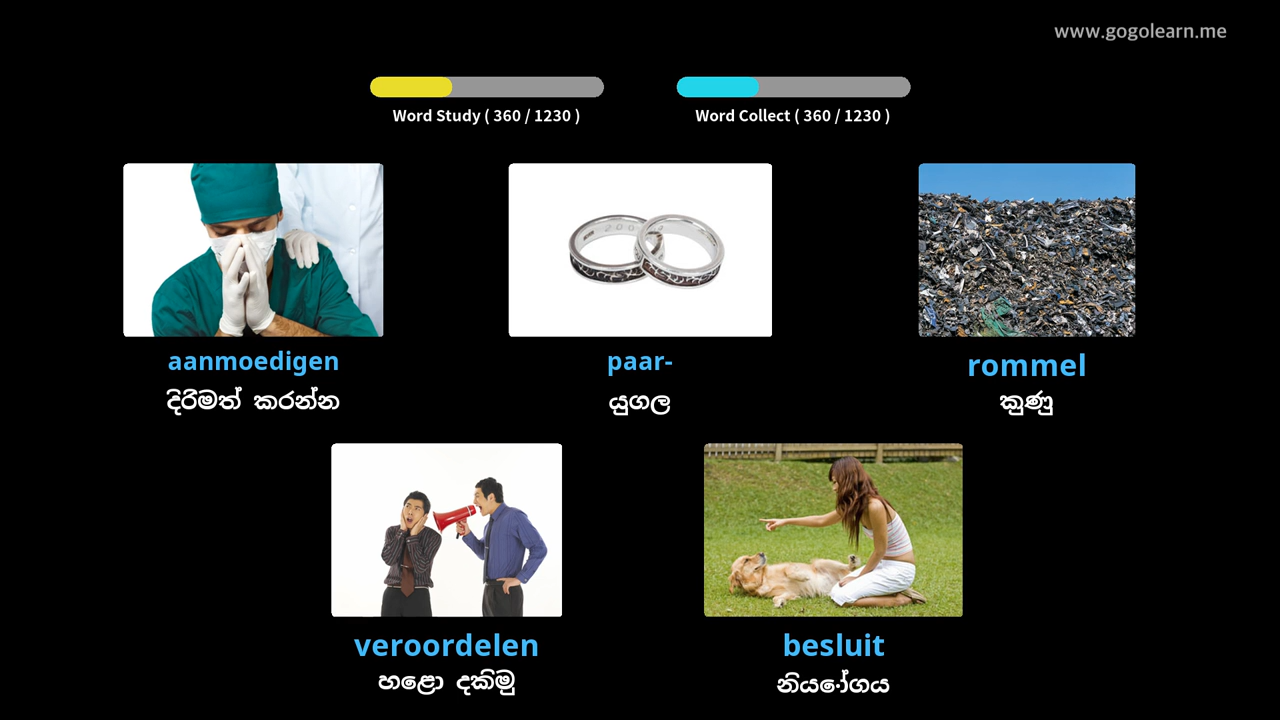 www.gogolearn.me
Word Study ( 360 / 1230 )
Word Collect ( 360 / 1230 )
aanmoedigen
දිරිමත් කරන්න
paar-
යුගල
rommel
කුණු
veroordelen
හළො දකිමු
besluit
නියෝගය